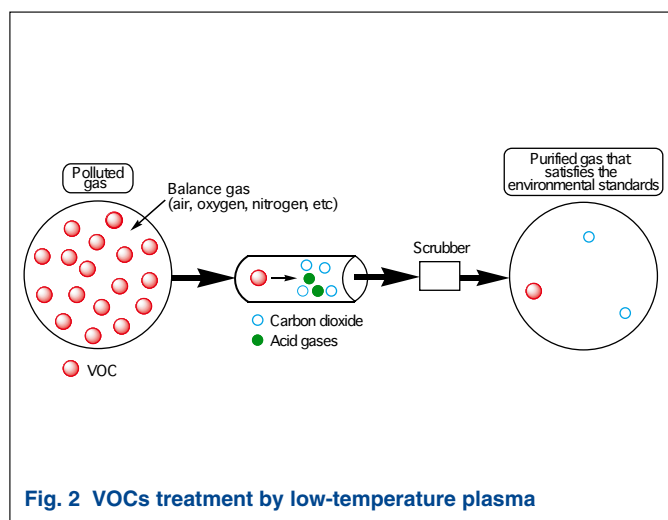 Polluted
gas
Balance gas
(air, oxygen, nitrogen, etc)
Purified gas that
satisfies the
environmental standards
Scrubber
Carbon dioxide
Acid gases
VOC
Fig. 2 VOCs treatment by low-temperature plasma